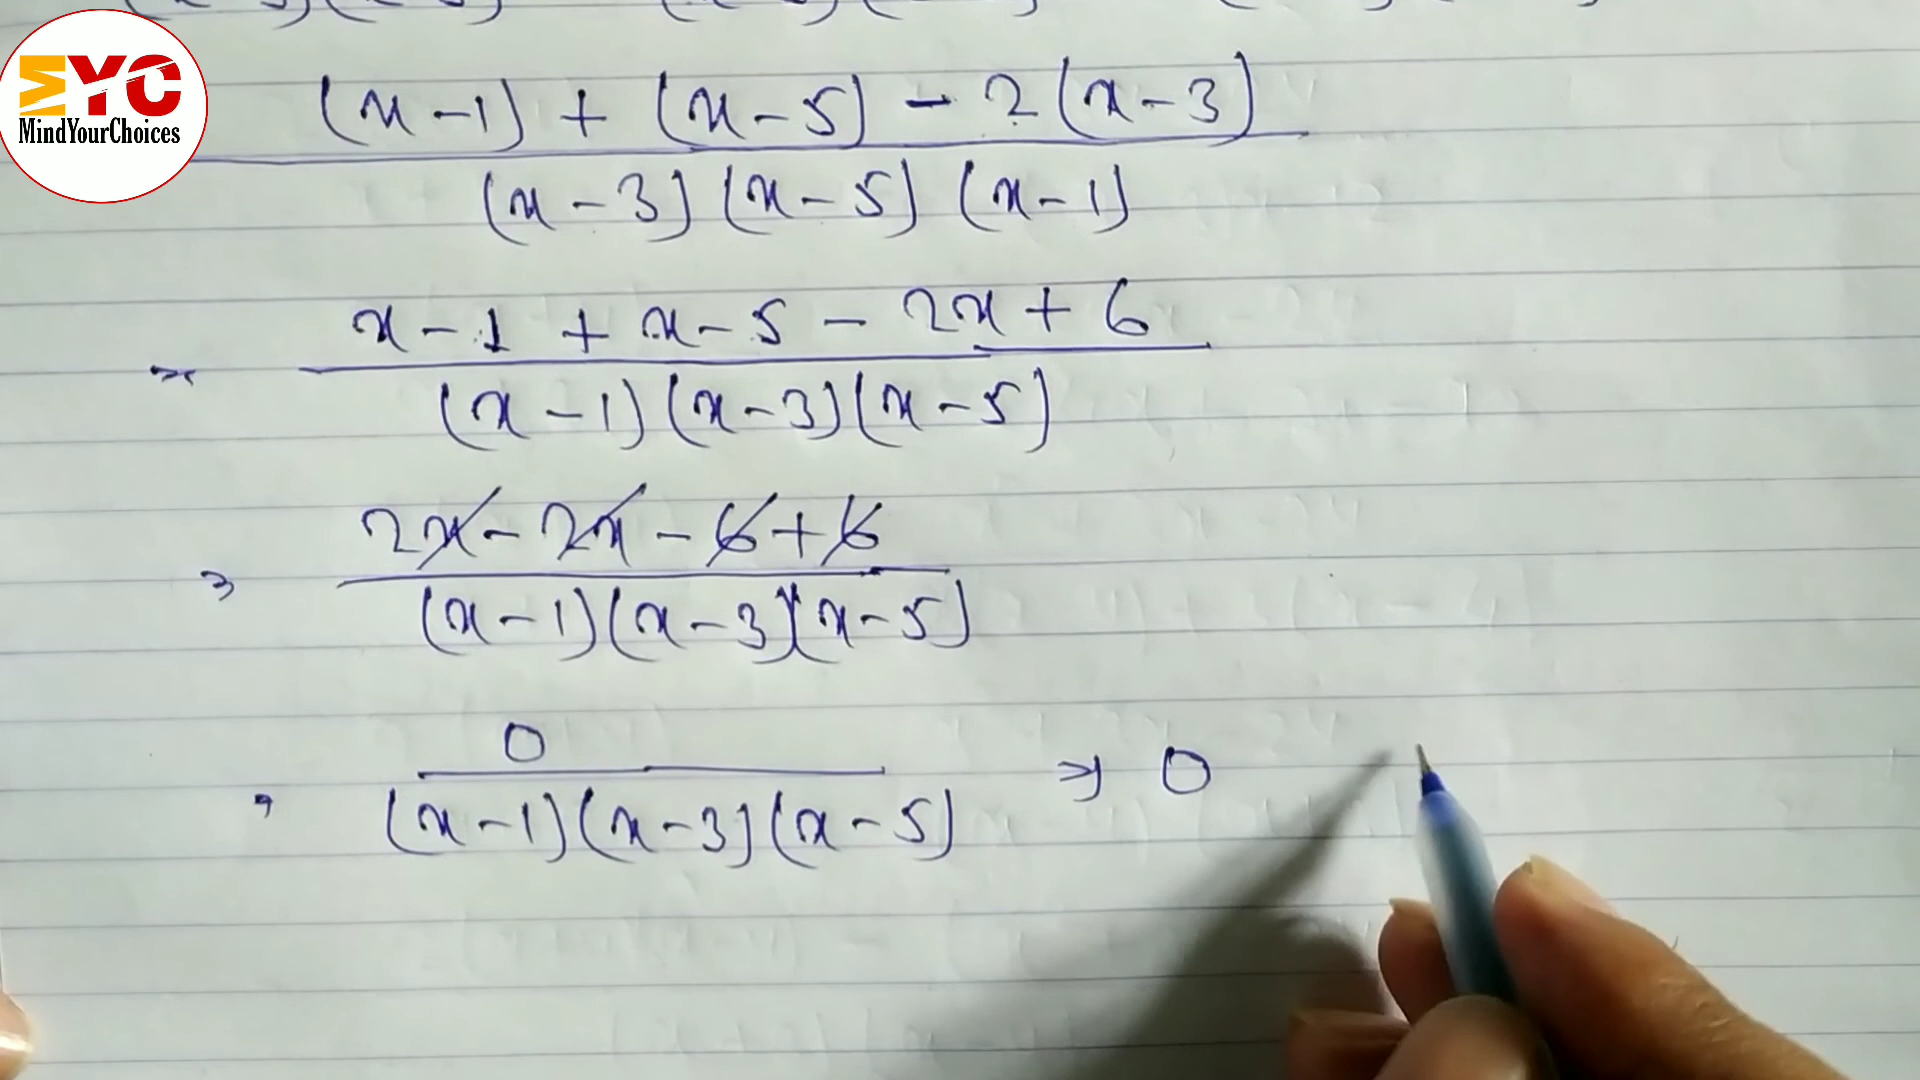 MYC
MindYourChoices
(x-1) + (x-5) - 2(x-3)
(x-3) (x-5) (x-1)
x-1 + x-5 - 2x + 6
(x-1)(x-3)(x-5)
2x - 2x - 6 + 6
(x-1)(x-3)(x-5)
0
(x-1)(x-3)(x-5)
⇒ 0